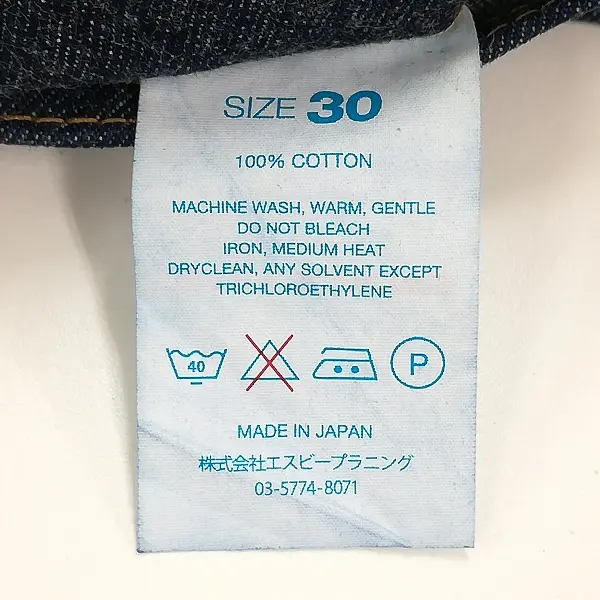 SIZE 30
100% COTTON
MACHINE WASH, WARM, GENTLE
DO NOT BLEACH
IRON, MEDIUM HEAT
DRYCLEAN, ANY SOLVENT EXCEPT
TRICHLOROETHYLENE
40 P
MADE IN JAPAN
株式会社エスビープラニング
03-5774-8071